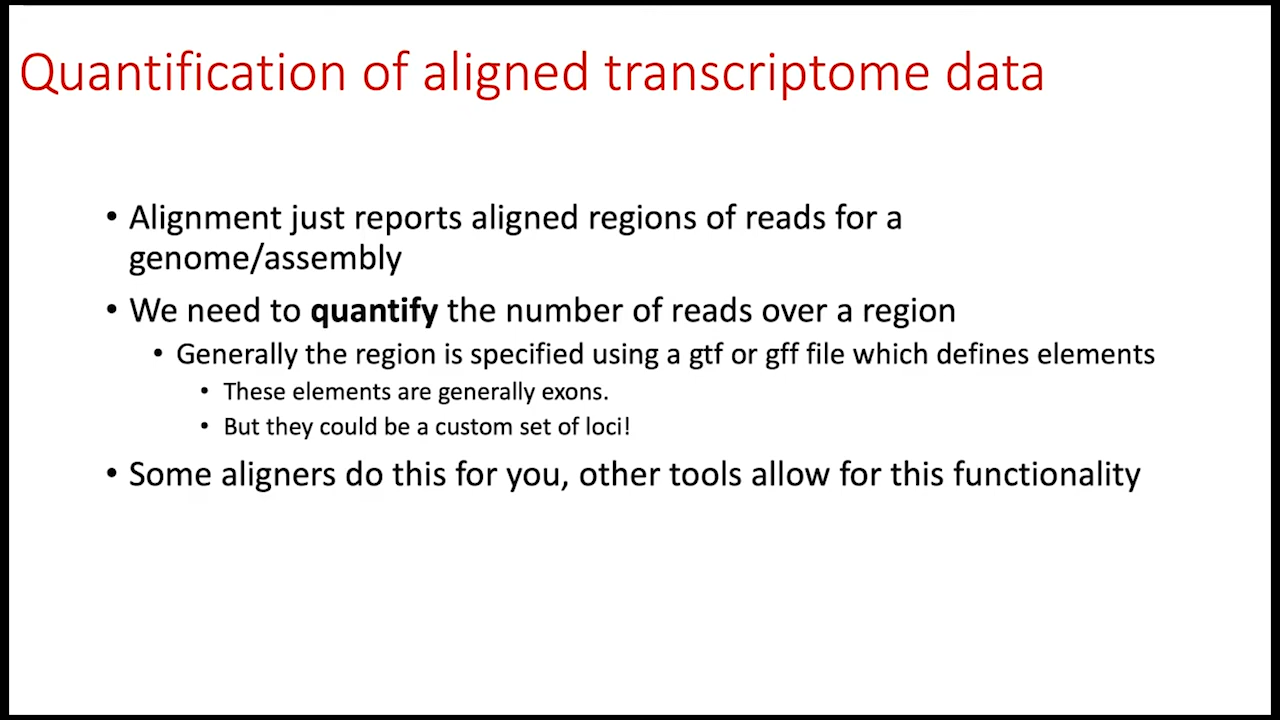 Quantification of aligned transcriptome data
• Alignment just reports aligned regions of reads for a
genome/assembly
• We need to quantify the number of reads over a region
• Generally the region is specified using a gtf or gff file which defines elements
• These elements are generally exons.
• But they could be a custom set of loci!
• Some aligners do this for you, other tools allow for this functionality